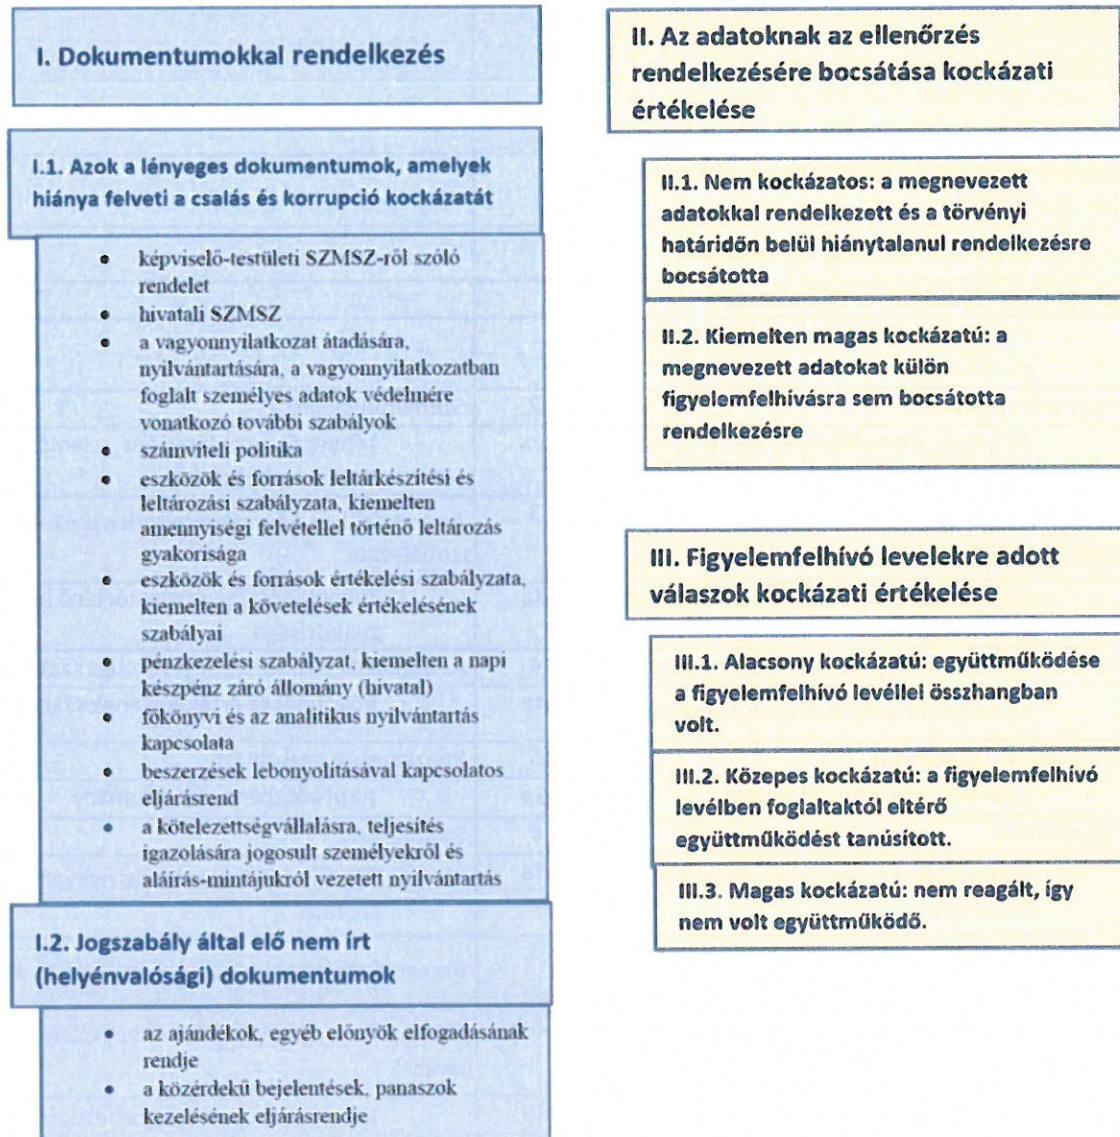 I. Dokumentumokkal rendelkezés
I.1. Azok a lényeges dokumentumok, amelyek
hiánya felveti a csalás és korrupció kockázatát
• képviselő-testületi SZMSZ-ről szóló
rendelet
• hivatali SZMSZ
• a vagyonnyilatkozat átadására,
nyilvántartására, a vagyonnyilatkozatban
foglalt személyes adatok védelmére
vonatkozó további szabályok
• számviteli politika
• eszközök és források leltárkészítési és
leltározási szabályzata, kiemelten
amennyiségi felvétellel történő leltározás
gyakorisága
• eszközök és források értékelési szabályzata,
kiemelten a követelések értékelésének
szabályai
• pénzkezelési szabályzat, kiemelten a napi
készpénz záró állomány (hivatal)
• főkönyvi és az analitikus nyilvántartás
kapcsolata
• beszerzések lebonyolításával kapcsolatos
eljárásrend
• a kötelezettségvállalásra, teljesítés
igazolására jogosult személyekről és
aláírás-mintájukról vezetett nyilvántartás
I.2. Jogszabály által elő nem írt
(helyénvalósági) dokumentumok
• az ajándékok, egyéb előnyök elfogadásának
rendje
• a közérdekű bejelentések, panaszok
kezelésének eljárásrendje
II. Az adatoknak az ellenőrzés
rendelkezésére bocsátása kockázati
értékelése
II.1. Nem kockázatos: a megnevezett
adatokkal rendelkezett és a törvényi
határidőn belül hiánytalanul rendelkezésre
bocsátotta
II.2. Kiemelten magas kockázatú: a
megnevezett adatokat külön
figyelemfelhívásra sem bocsátotta
rendelkezésre
III. Figyelemfelhívó levelekre adott
válaszok kockázati értékelése
III.1. Alacsony kockázatú: együttműködése
a figyelemfelhívó levéllel összhangban
volt.
III.2. Közepes kockázatú: a figyelemfelhívó
levélben foglaltaktól eltérő
együttműködést tanúsított.
III.3. Magas kockázatú: nem reagált, így
nem volt együttműködő.